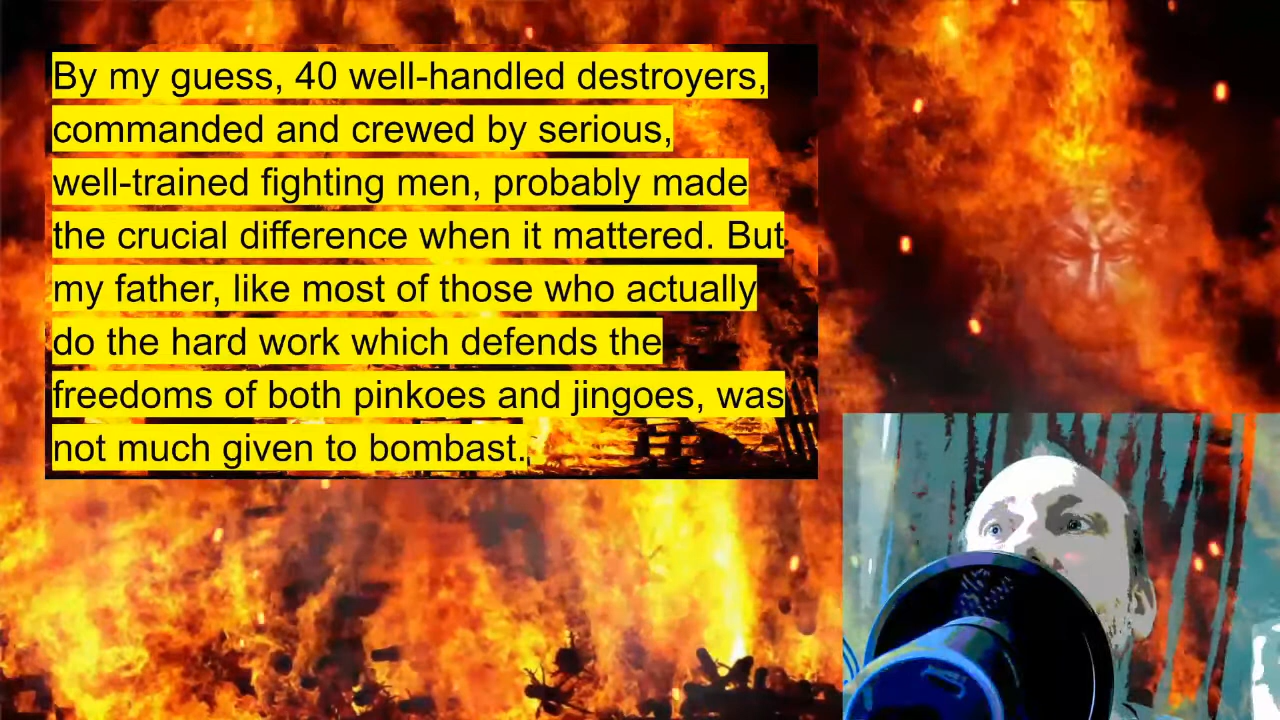 By my guess, 40 well-handled destroyers,
commanded and crewed by serious,
well-trained fighting men, probably made
the crucial difference when it mattered. But
my father, like most of those who actually
do the hard work which defends the
freedoms of both pinkoes and jingoes, was
not much given to bombast.